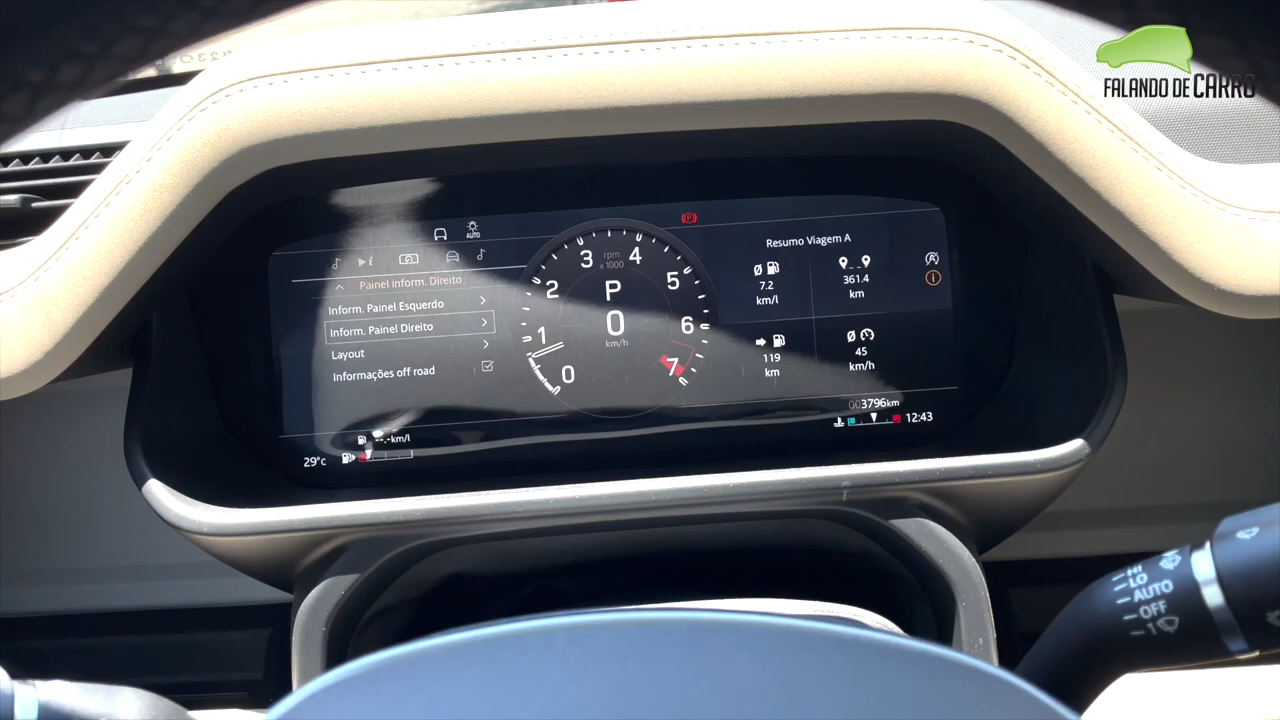 FALANDO DE CARRO
AUTO
Painel inform. Direito
Inform. Painel Esquerdo
Inform. Painel Direito
Layout
Informações off road
0
1
2
3
4
5
6
7
rpm
x 1000
P
0
km/h
Resumo Viagem A
7.2
km/l
361.4
km
119
km
45
km/h
003796km
12:43
--.-km/l
29°c
HI
LO
AUTO
OFF
1